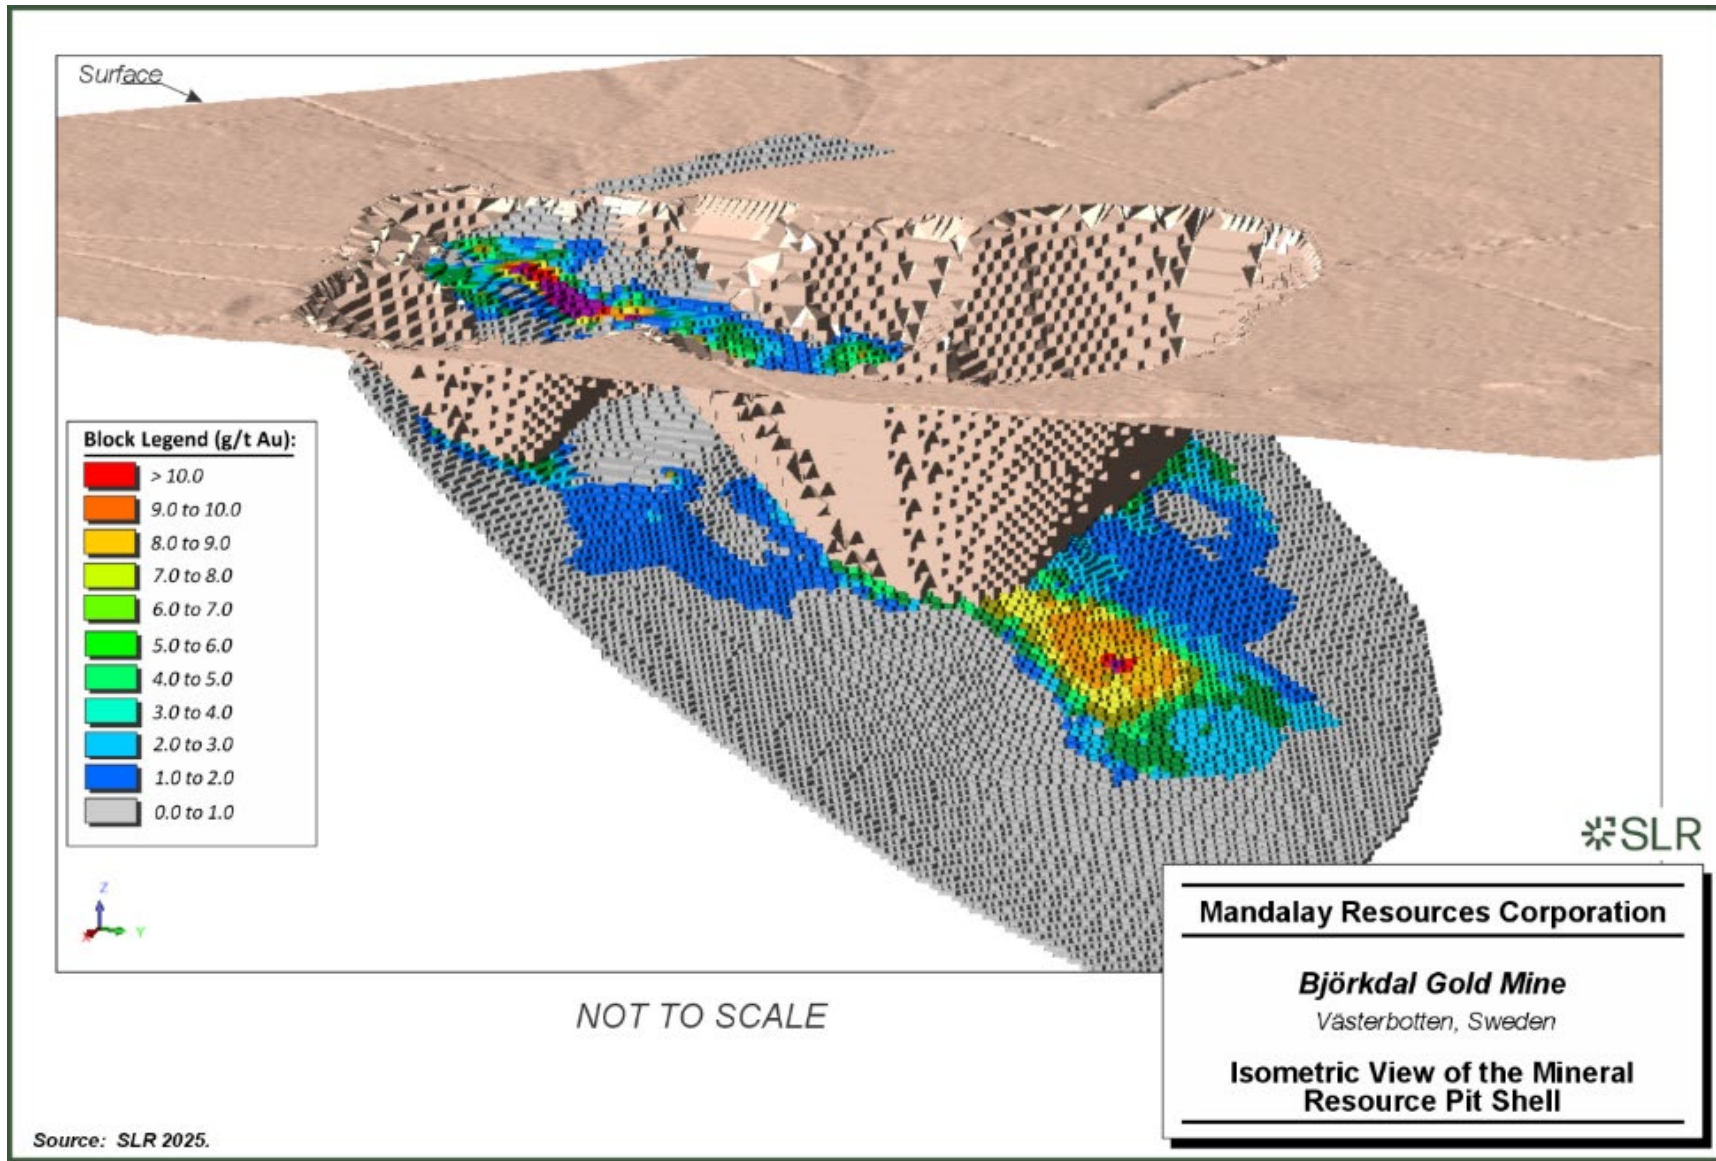 Surface
Block Legend (g/t Au):
> 10.0
9.0 to 10.0
8.0 to 9.0
7.0 to 8.0
6.0 to 7.0
5.0 to 6.0
4.0 to 5.0
3.0 to 4.0
2.0 to 3.0
1.0 to 2.0
0.0 to 1.0
Z
X
Y
SLR
Mandalay Resources Corporation
Björkdal Gold Mine
Västerbotten, Sweden
Isometric View of the Mineral
Resource Pit Shell
NOT TO SCALE
Source: SLR 2025.